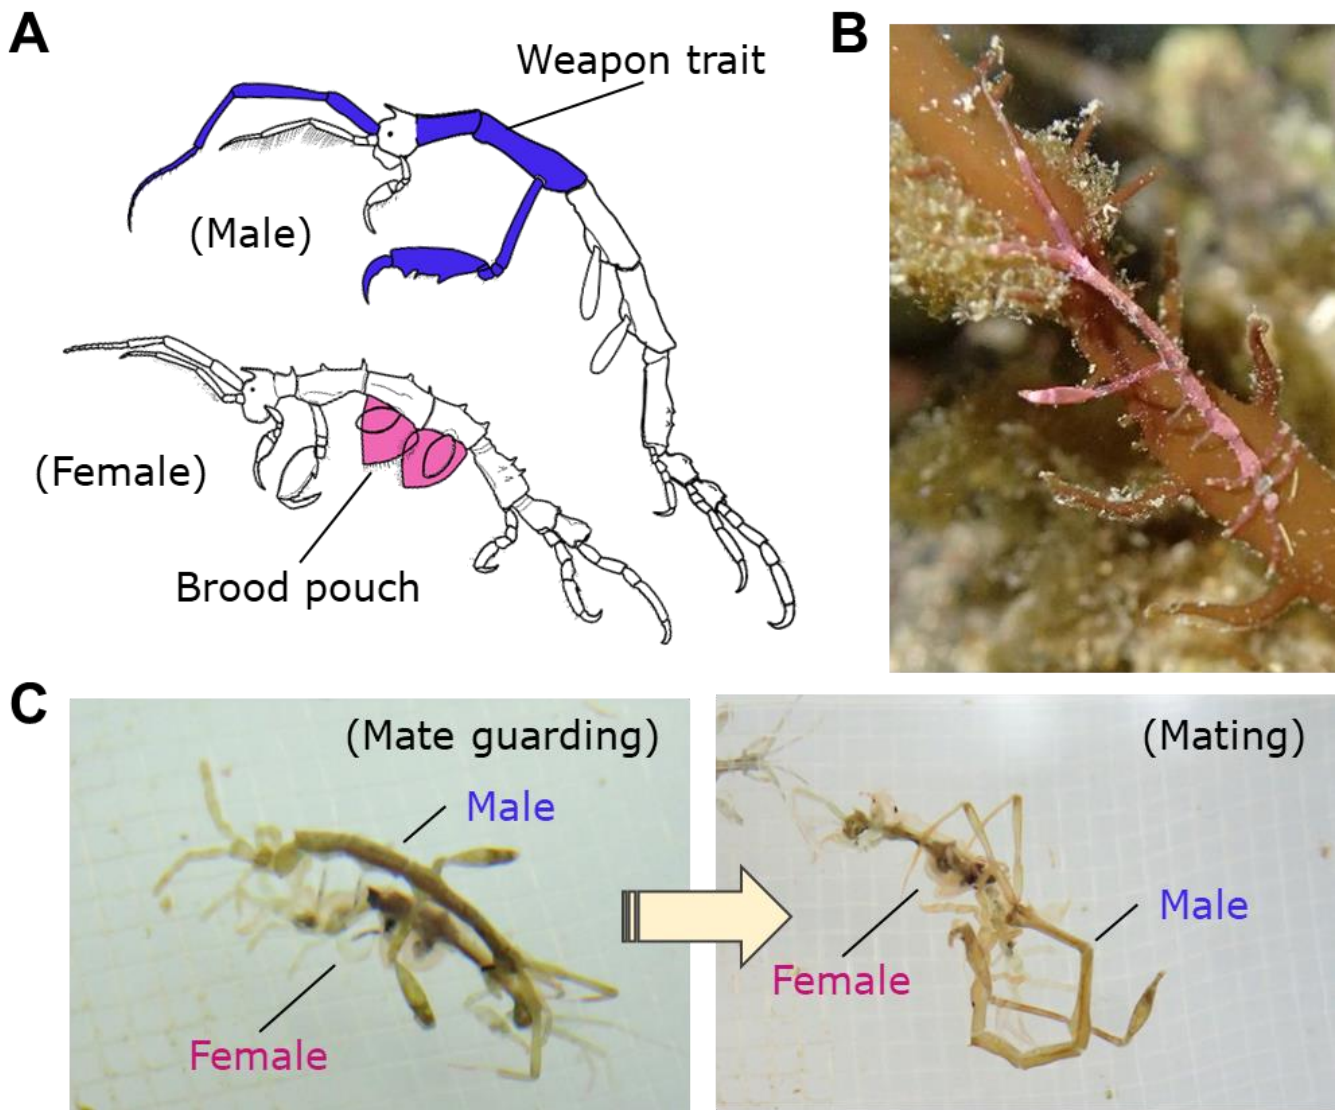 A
Weapon trait
(Male)
(Female)
Brood pouch
B
C
(Mate guarding)
Male
Female
(Mating)
Male
Female